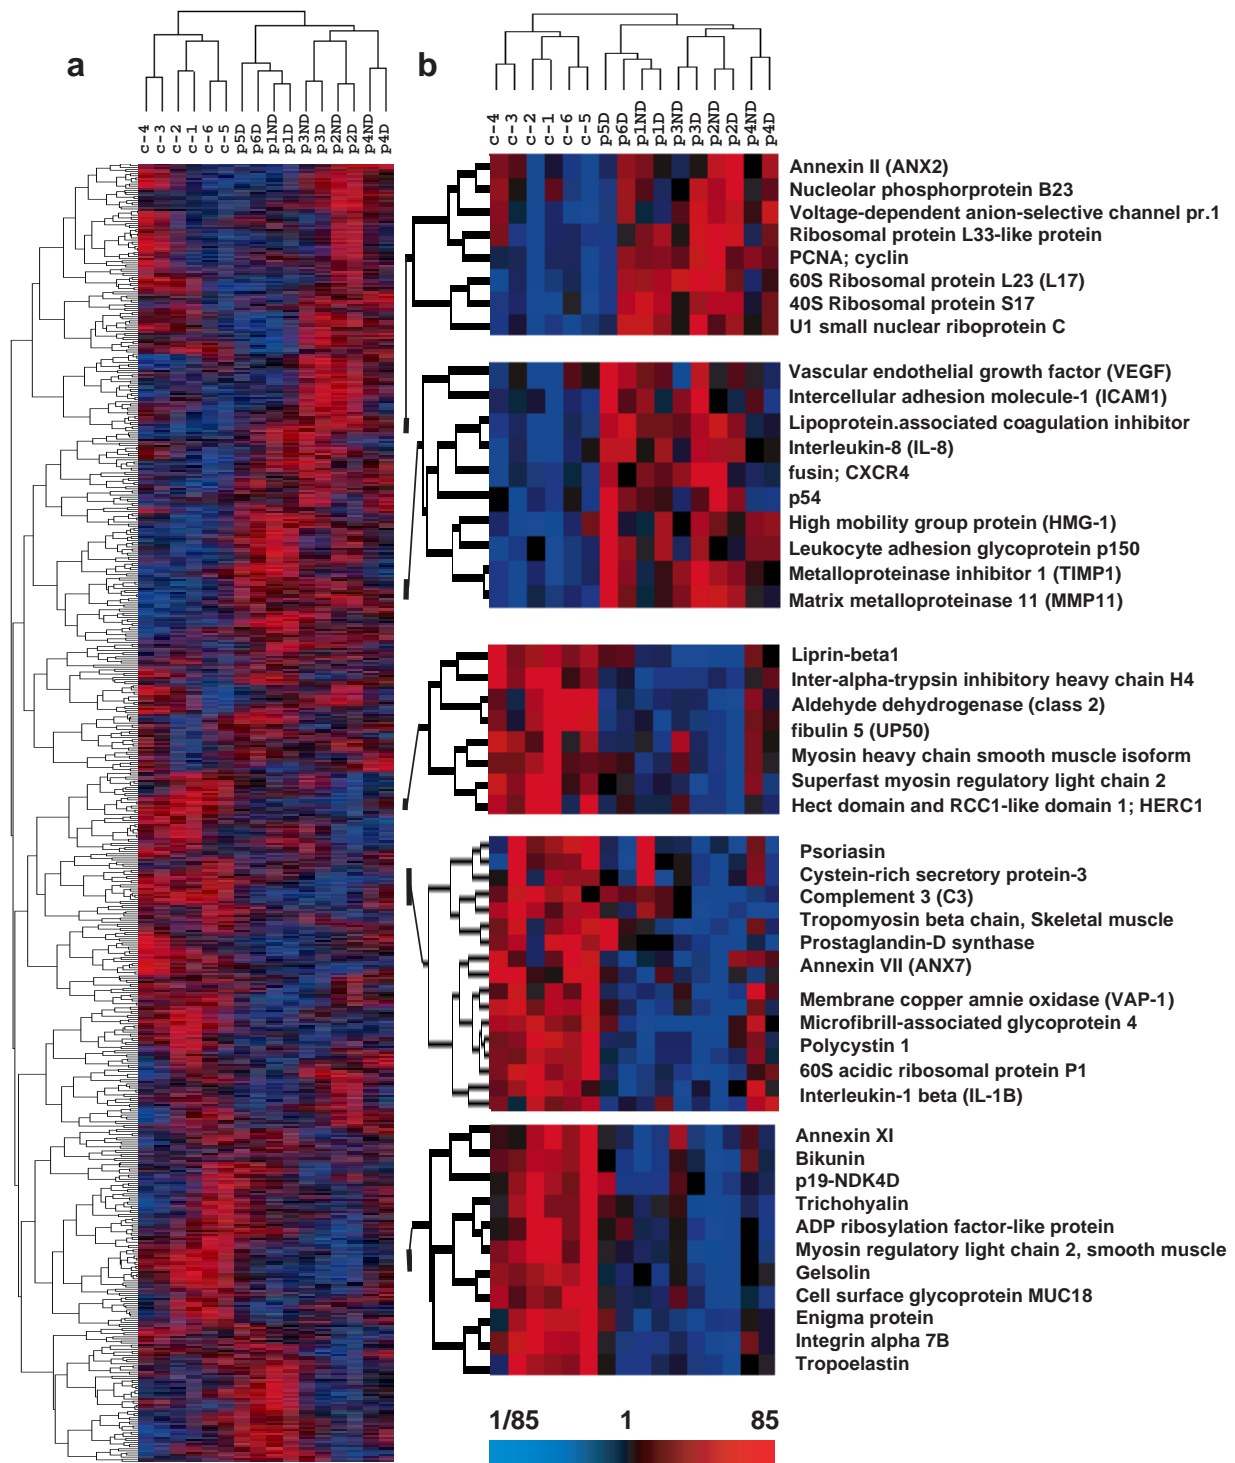 a
b
c-4
c-3
c-2
c-1
c-6
c-5
p5D
p6D
p1ND
p1D
p3ND
p3D
p2ND
p2D
p4ND
p4D
c-4
c-3
c-2
c-1
c-6
c-5
p5D
p6D
p1ND
p1D
p3ND
p3D
p2ND
p2D
p4ND
p4D
Annexin II (ANX2)
Nucleolar phosphorprotein B23
Voltage-dependent anion-selective channel pr.1
Ribosomal protein L33-like protein
PCNA; cyclin
60S Ribosomal protein L23 (L17)
40S Ribosomal protein S17
U1 small nuclear riboprotein C
Vascular endothelial growth factor (VEGF)
Intercellular adhesion molecule-1 (ICAM1)
Lipoprotein.associated coagulation inhibitor
Interleukin-8 (IL-8)
fusin; CXCR4
p54
High mobility group protein (HMG-1)
Leukocyte adhesion glycoprotein p150
Metalloproteinase inhibitor 1 (TIMP1)
Matrix metalloproteinase 11 (MMP11)
Liprin-beta1
Inter-alpha-trypsin inhibitory heavy chain H4
Aldehyde dehydrogenase (class 2)
fibulin 5 (UP50)
Myosin heavy chain smooth muscle isoform
Superfast myosin regulatory light chain 2
Hect domain and RCC1-like domain 1; HERC1
Psoriasin
Cystein-rich secretory protein-3
Complement 3 (C3)
Tropomyosin beta chain, Skeletal muscle
Prostaglandin-D synthase
Annexin VII (ANX7)
Membrane copper amnie oxidase (VAP-1)
Microfibrill-associated glycoprotein 4
Polycystin 1
60S acidic ribosomal protein P1
Interleukin-1 beta (IL-1B)
Annexin XI
Bikunin
p19-NDK4D
Trichohyalin
ADP ribosylation factor-like protein
Myosin regulatory light chain 2, smooth muscle
Gelsolin
Cell surface glycoprotein MUC18
Enigma protein
Integrin alpha 7B
Tropoelastin
1/85 1 85